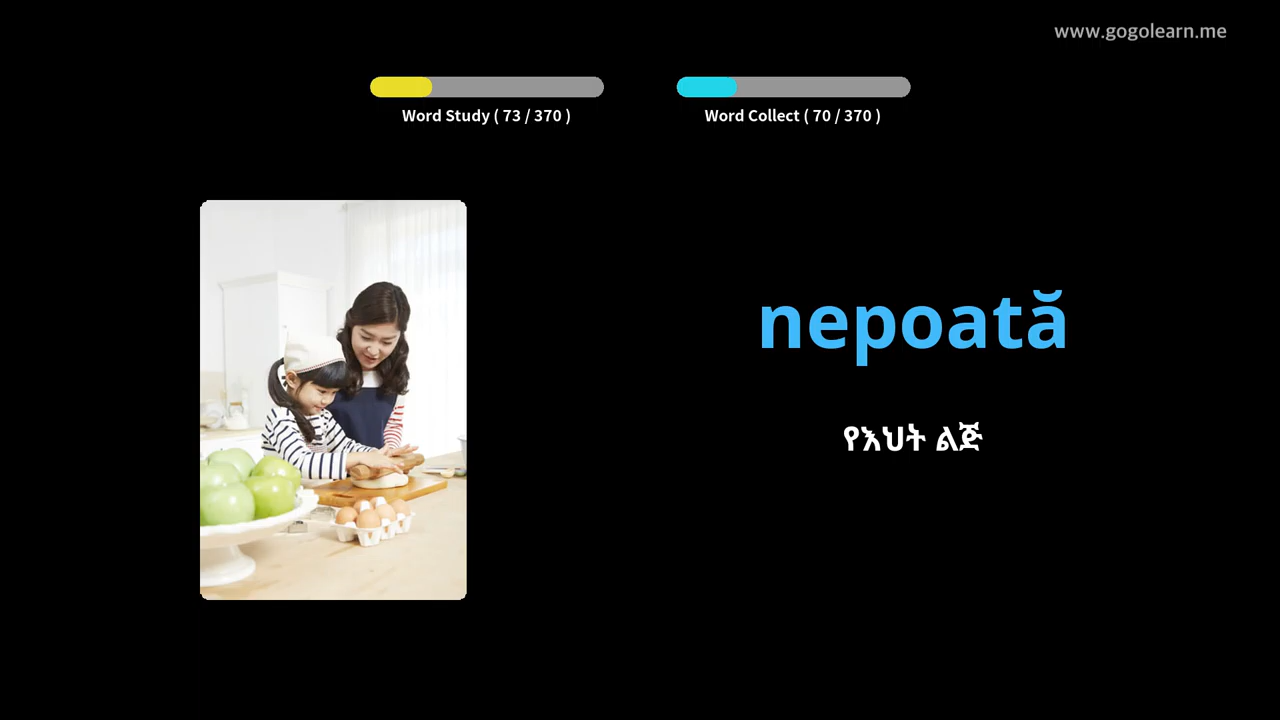 www.gogolearn.me
Word Study ( 73 / 370 )
Word Collect ( 70 / 370 )
nepoată
የእህት ልጅ